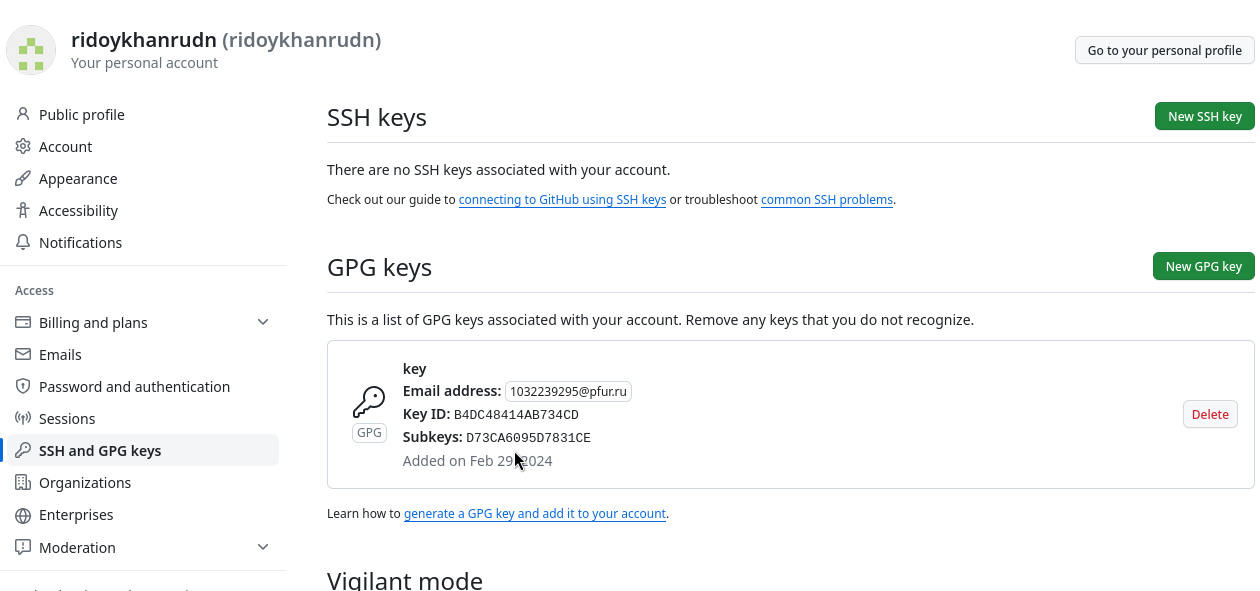 ridoykhanrudn (ridoykhanrudn)
Your personal account
Go to your personal profile
Public profile
Account
Appearance
Accessibility
Notifications
Access
Billing and plans
Emails
Password and authentication
Sessions
SSH and GPG keys
Organizations
Enterprises
Moderation
SSH keys
New SSH key
There are no SSH keys associated with your account.
Check out our guide to connecting to GitHub using SSH keys or troubleshoot common SSH problems.
GPG keys
New GPG key
This is a list of GPG keys associated with your account. Remove any keys that you do not recognize.
GPG
key
Email address: 1032239295@pfur.ru
Key ID: B4DC48414AB734CD
Subkeys: D73CA6095D7831CE
Added on Feb 29, 2024
Delete
Learn how to generate a GPG key and add it to your account.
Vigilant mode